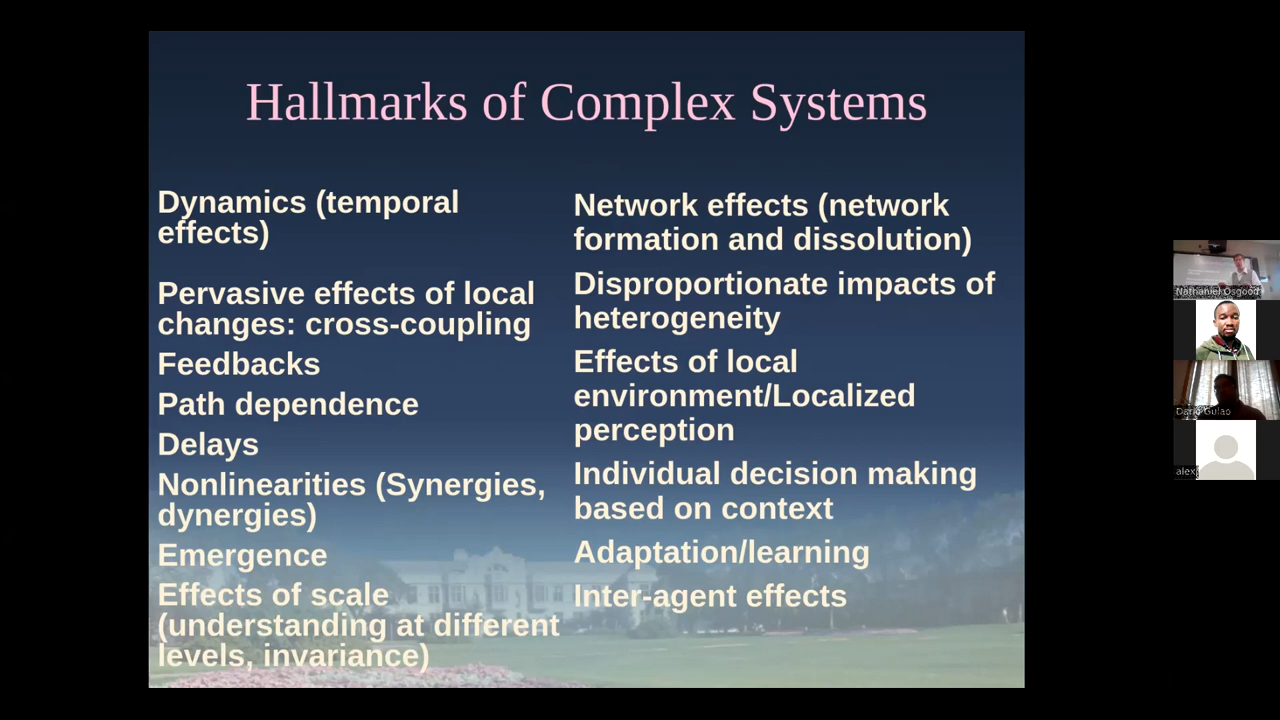 Hallmarks of Complex Systems
Dynamics (temporal
effects)
Pervasive effects of local
changes: cross-coupling
Feedbacks
Path dependence
Delays
Nonlinearities (Synergies,
dynergies)
Emergence
Effects of scale
(understanding at different
levels, invariance)
Network effects (network
formation and dissolution)
Disproportionate impacts of
heterogeneity
Effects of local
environment/Localized
perception
Individual decision making
based on context
Adaptation/learning
Inter-agent effects
Nathaniel Osgood
alex